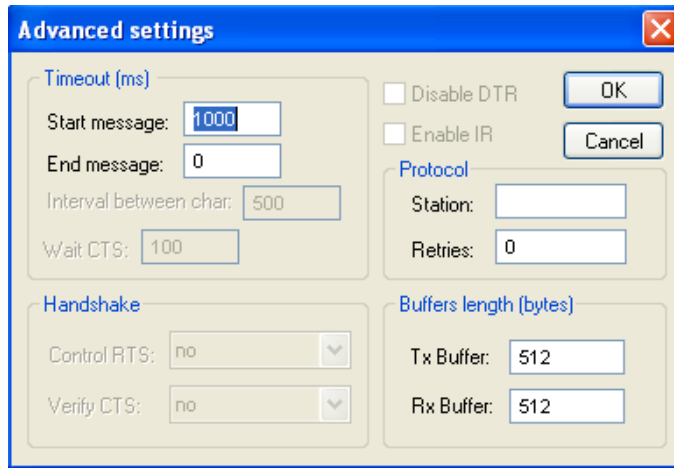 Advanced settings
Timeout (ms)
Start message: 1000
End message: 0
Interval between char: 500
Wait CTS: 100
Disable DTR
Enable IR
OK
Cancel
Protocol
Station:
Retries: 0
Handshake
Control RTS: no
Verify CTS: no
Buffers length (bytes)
Tx Buffer: 512
Rx Buffer: 512